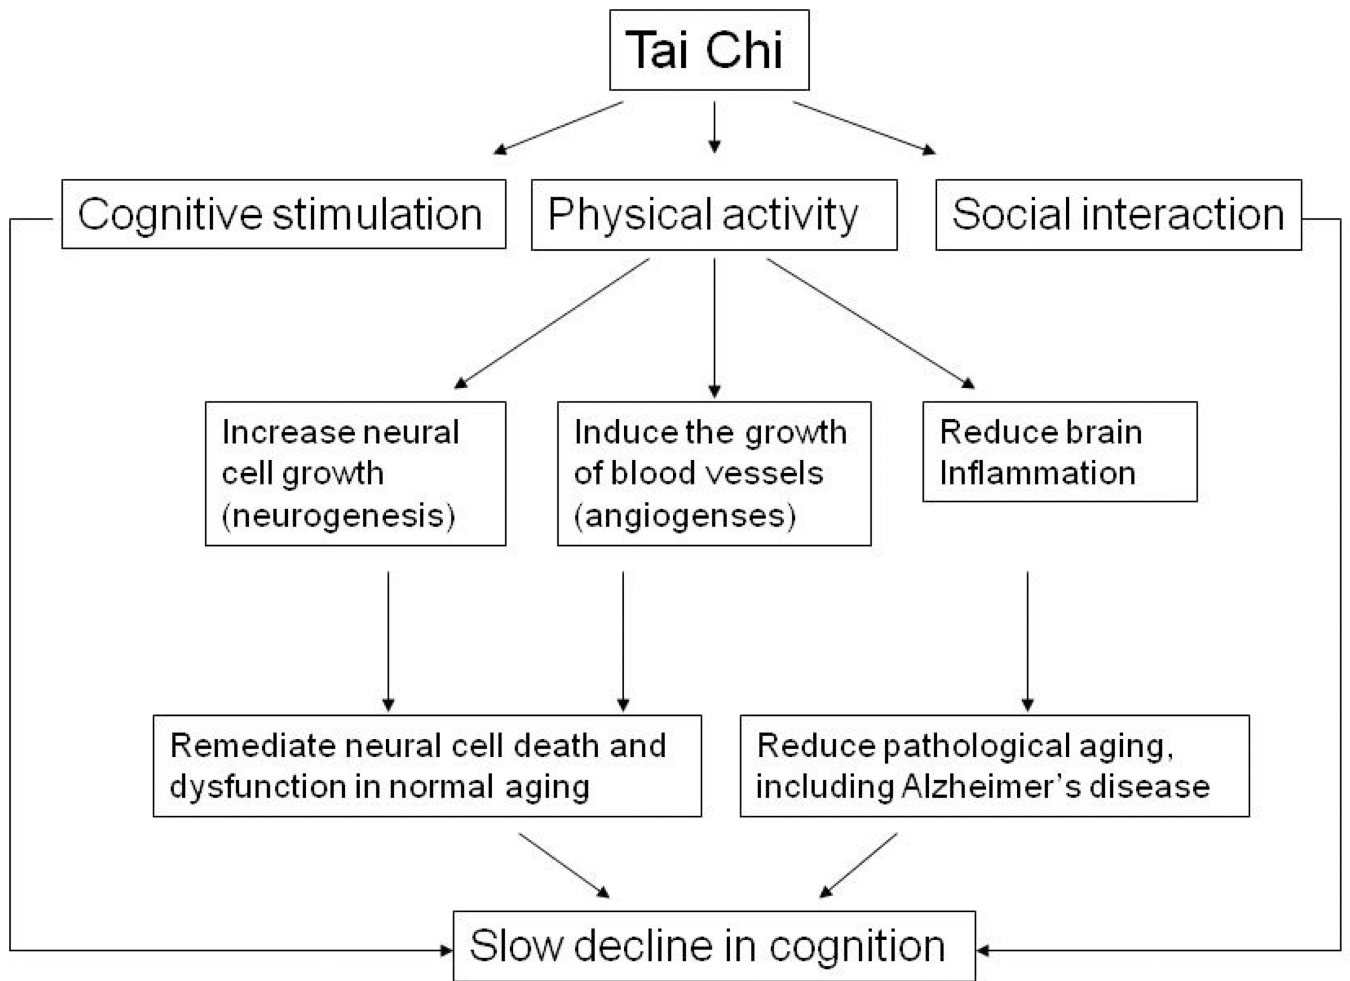 Tai Chi
Cognitive stimulation
Physical activity
Social interaction
Increase neural
cell growth
(neurogenesis)
Induce the growth
of blood vessels
(angiogenses)
Reduce brain
Inflammation
Remediate neural cell death and
dysfunction in normal aging
Reduce pathological aging,
including Alzheimer's disease
Slow decline in cognition